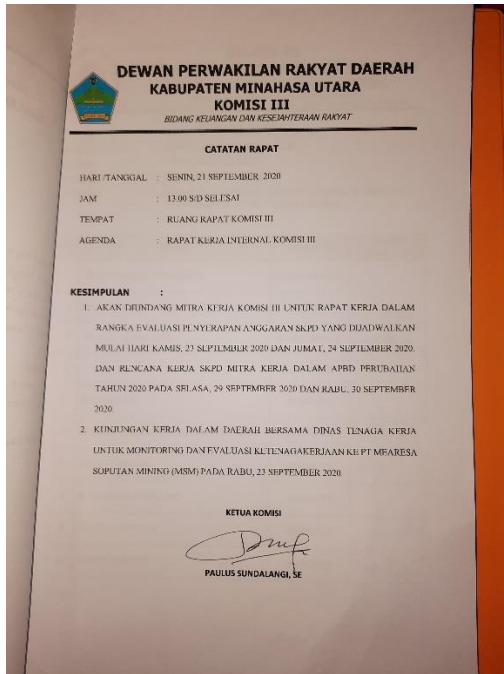 DEWAN PERWAKILAN RAKYAT DAERAH
KABUPATEN MINAHASA UTARA
KOMISI III
BIDANG KEUANGAN DAN KESEJAHTERAAN RAKYAT
CATATAN RAPAT
HARI /TANGGAL : SENIN, 21 SEPTEMBER 2020
JAM : 13.00 S/D SELESAI
TEMPAT : RUANG RAPAT KOMISI III
AGENDA : RAPAT KERJA INTERNAL KOMISI III
KESIMPULAN :
1. AKAN DIUNDANG MITRA KERJA KOMISI III UNTUK RAPAT KERJA DALAM
RANGKA EVALUASI PENYERAPAN ANGGARAN SKPD YANG DIJADWALKAN
MULAI HARI KAMIS, 23 SEPTEMBER 2020 DAN JUMAT, 24 SEPTEMBER 2020.
DAN RENCANA KERJA SKPD MITRA KERJA DALAM APBD PERUBAHAN
TAHUN 2020 PADA SELASA, 29 SEPTEMBER 2020 DAN RABU, 30 SEPTEMBER
2020.
2. KUNJUNGAN KERJA DALAM DAERAH BERSAMA DINAS TENAGA KERJA
UNTUK MONITORING DAN EVALUASI KETENAGAKERJAAN KE PT MEARESA
SOPUTAN MINING (MSM) PADA RABU, 23 SEPTEMBER 2020.
KETUA KOMISI
PAULUS SUNDALANGI, SE